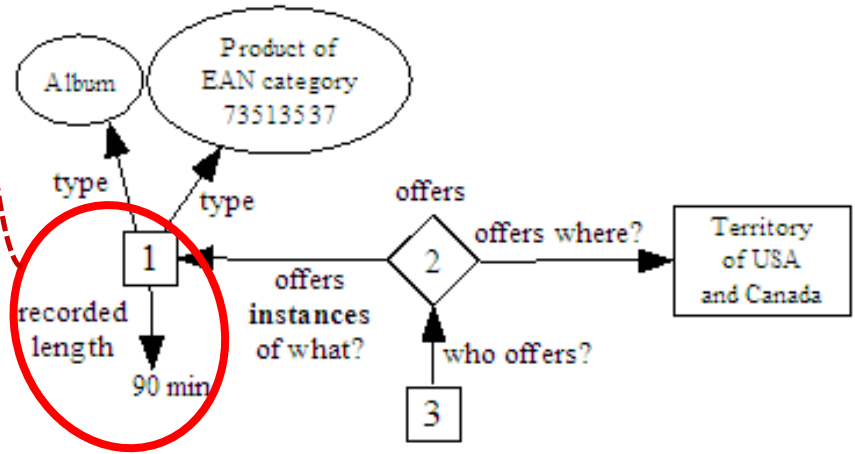 Album
Product of
EAN category
73513537
type
type
offers
1
2
offers where?
Territory
of USA
and Canada
offers
instances
of what?
recorded
length
90 min
who offers?
3